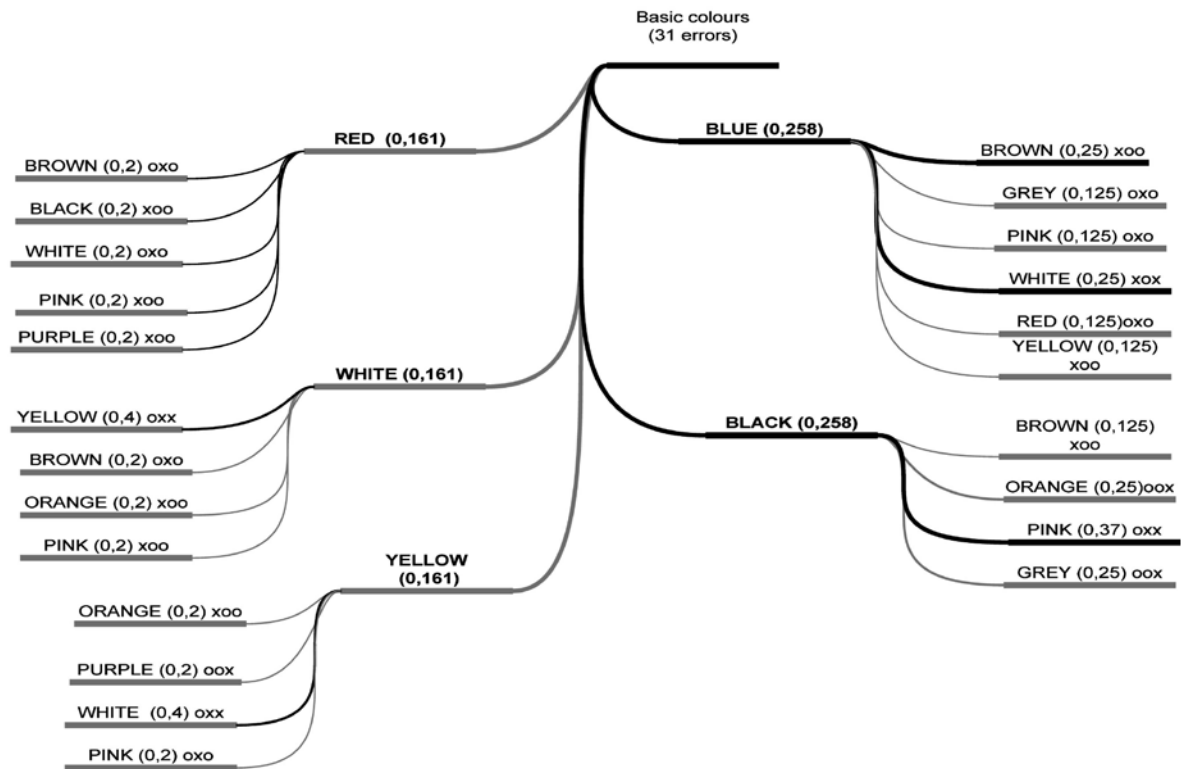 Basic colours
(31 errors)
RED (0,161)
BROWN (0,2) oxo
BLACK (0,2) xoo
WHITE (0,2) oxo
PINK (0,2) xoo
PURPLE (0,2) xoo
WHITE (0,161)
YELLOW (0,4) oxx
BROWN (0,2) oxo
ORANGE (0,2) xoo
PINK (0,2) xoo
YELLOW
(0,161)
ORANGE (0,2) xoo
PURPLE (0,2) oox
WHITE (0,4) oxx
PINK (0,2) oxo
BLUE (0,258)
BROWN (0,25) xoo
GREY (0,125) oxo
PINK (0,125) oxo
WHITE (0,25) xox
RED (0,125)oxo
YELLOW (0,125)
xoo
BLACK (0,258)
BROWN (0,125)
xoo
ORANGE (0,25)oox
PINK (0,37) oxx
GREY (0,25) oox